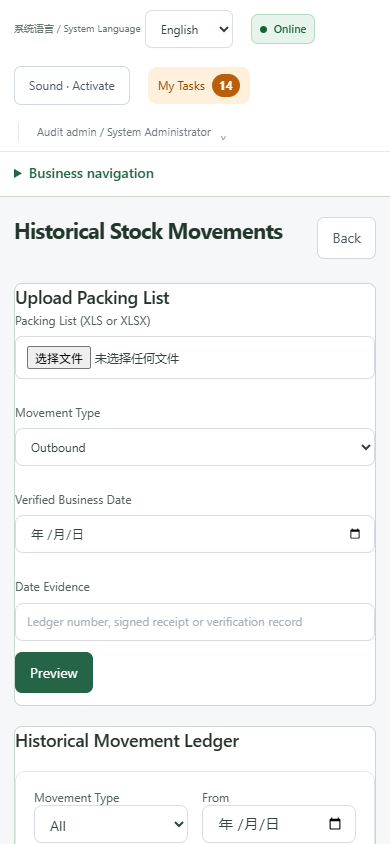 系统语言 / System Language English Online
Sound · Activate My Tasks 14
Audit admin / System Administrator
Business navigation
Historical Stock Movements Back
Upload Packing List
Packing List (XLS or XLSX)
选择文件 未选择任何文件
Movement Type
Outbound
Verified Business Date
年 /月/日
Date Evidence
Ledger number, signed receipt or verification record
Preview
Historical Movement Ledger
Movement Type From
All 年 /月/日